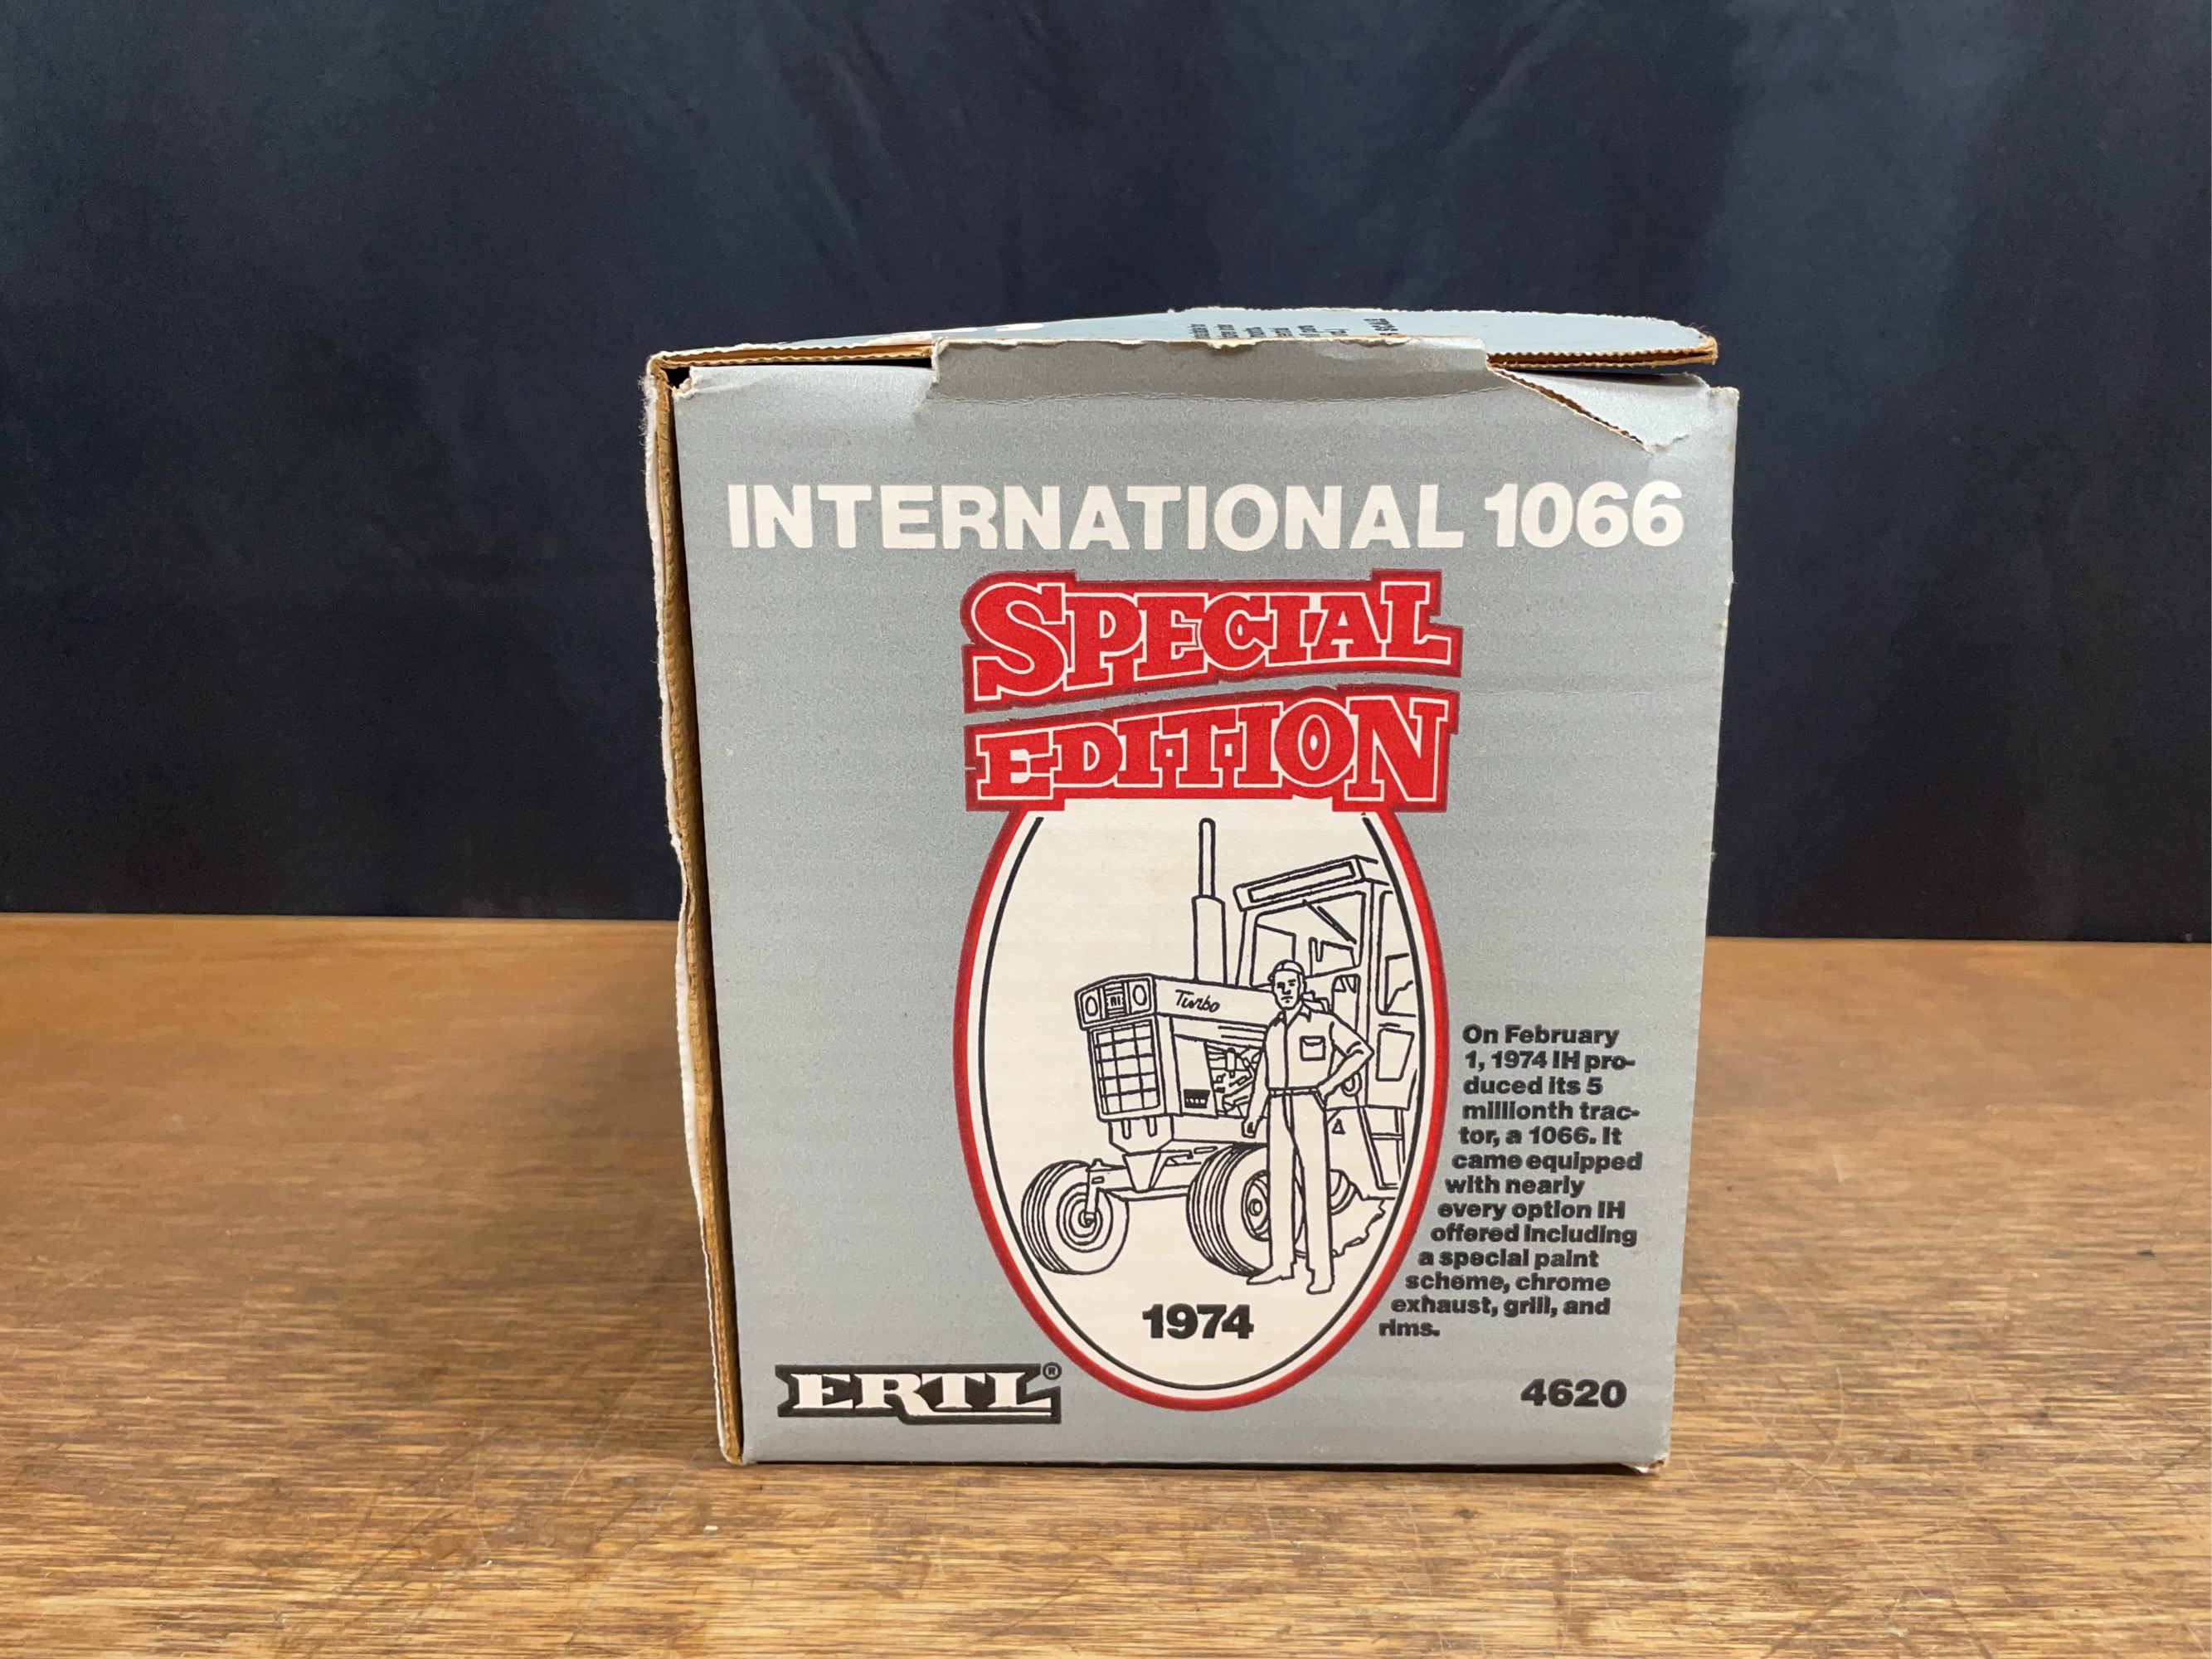 INTERNATIONAL 1066
SPECIAL
EDITION
Turbo
On February
1, 1974 IH pro-
duced its 5
millionth trac-
tor, a 1066. It
came equipped
with nearly
every option IH
offered including
a special paint
scheme, chrome
exhaust, grill, and
rims.
1974
ERTL®
4620